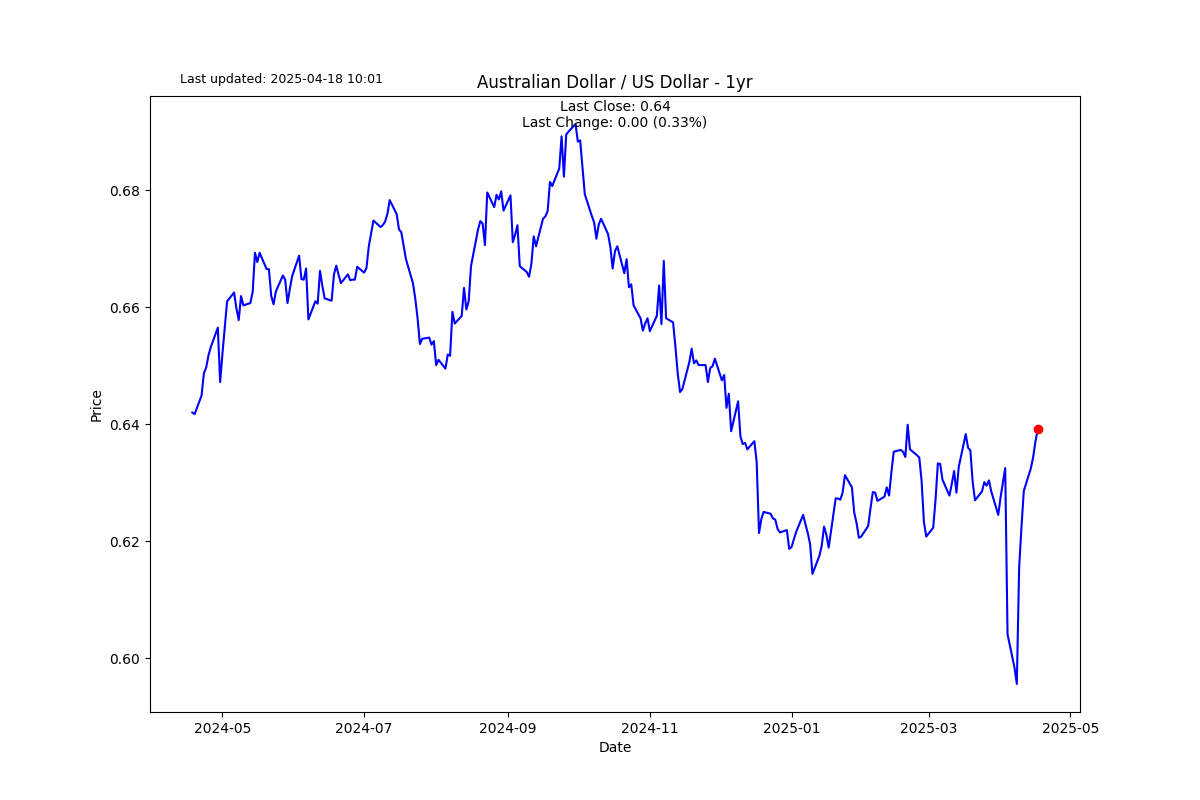 Last updated: 2025-04-18 10:01
Australian Dollar / US Dollar - 1yr
Last Close: 0.64
Last Change: 0.00 (0.33%)
0.68
0.66
0.64
0.62
0.60
Price
2024-05 2024-07 2024-09 2024-11 2025-01 2025-03 2025-05
Date